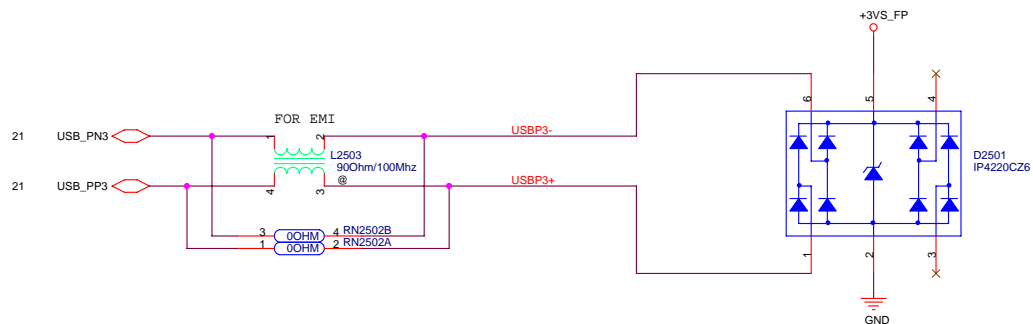 +3VS_FP
FOR EMI
6
5
4
21 USB_PN3
1
2
USBP3-
L2503
90Ohm/100Mhz
@
D2501
IP4220CZ6
21 USB_PP3
4
3
USBP3+
3
0OHM
4
RN2502B
1
0OHM
2
RN2502A
1
2
3
GND